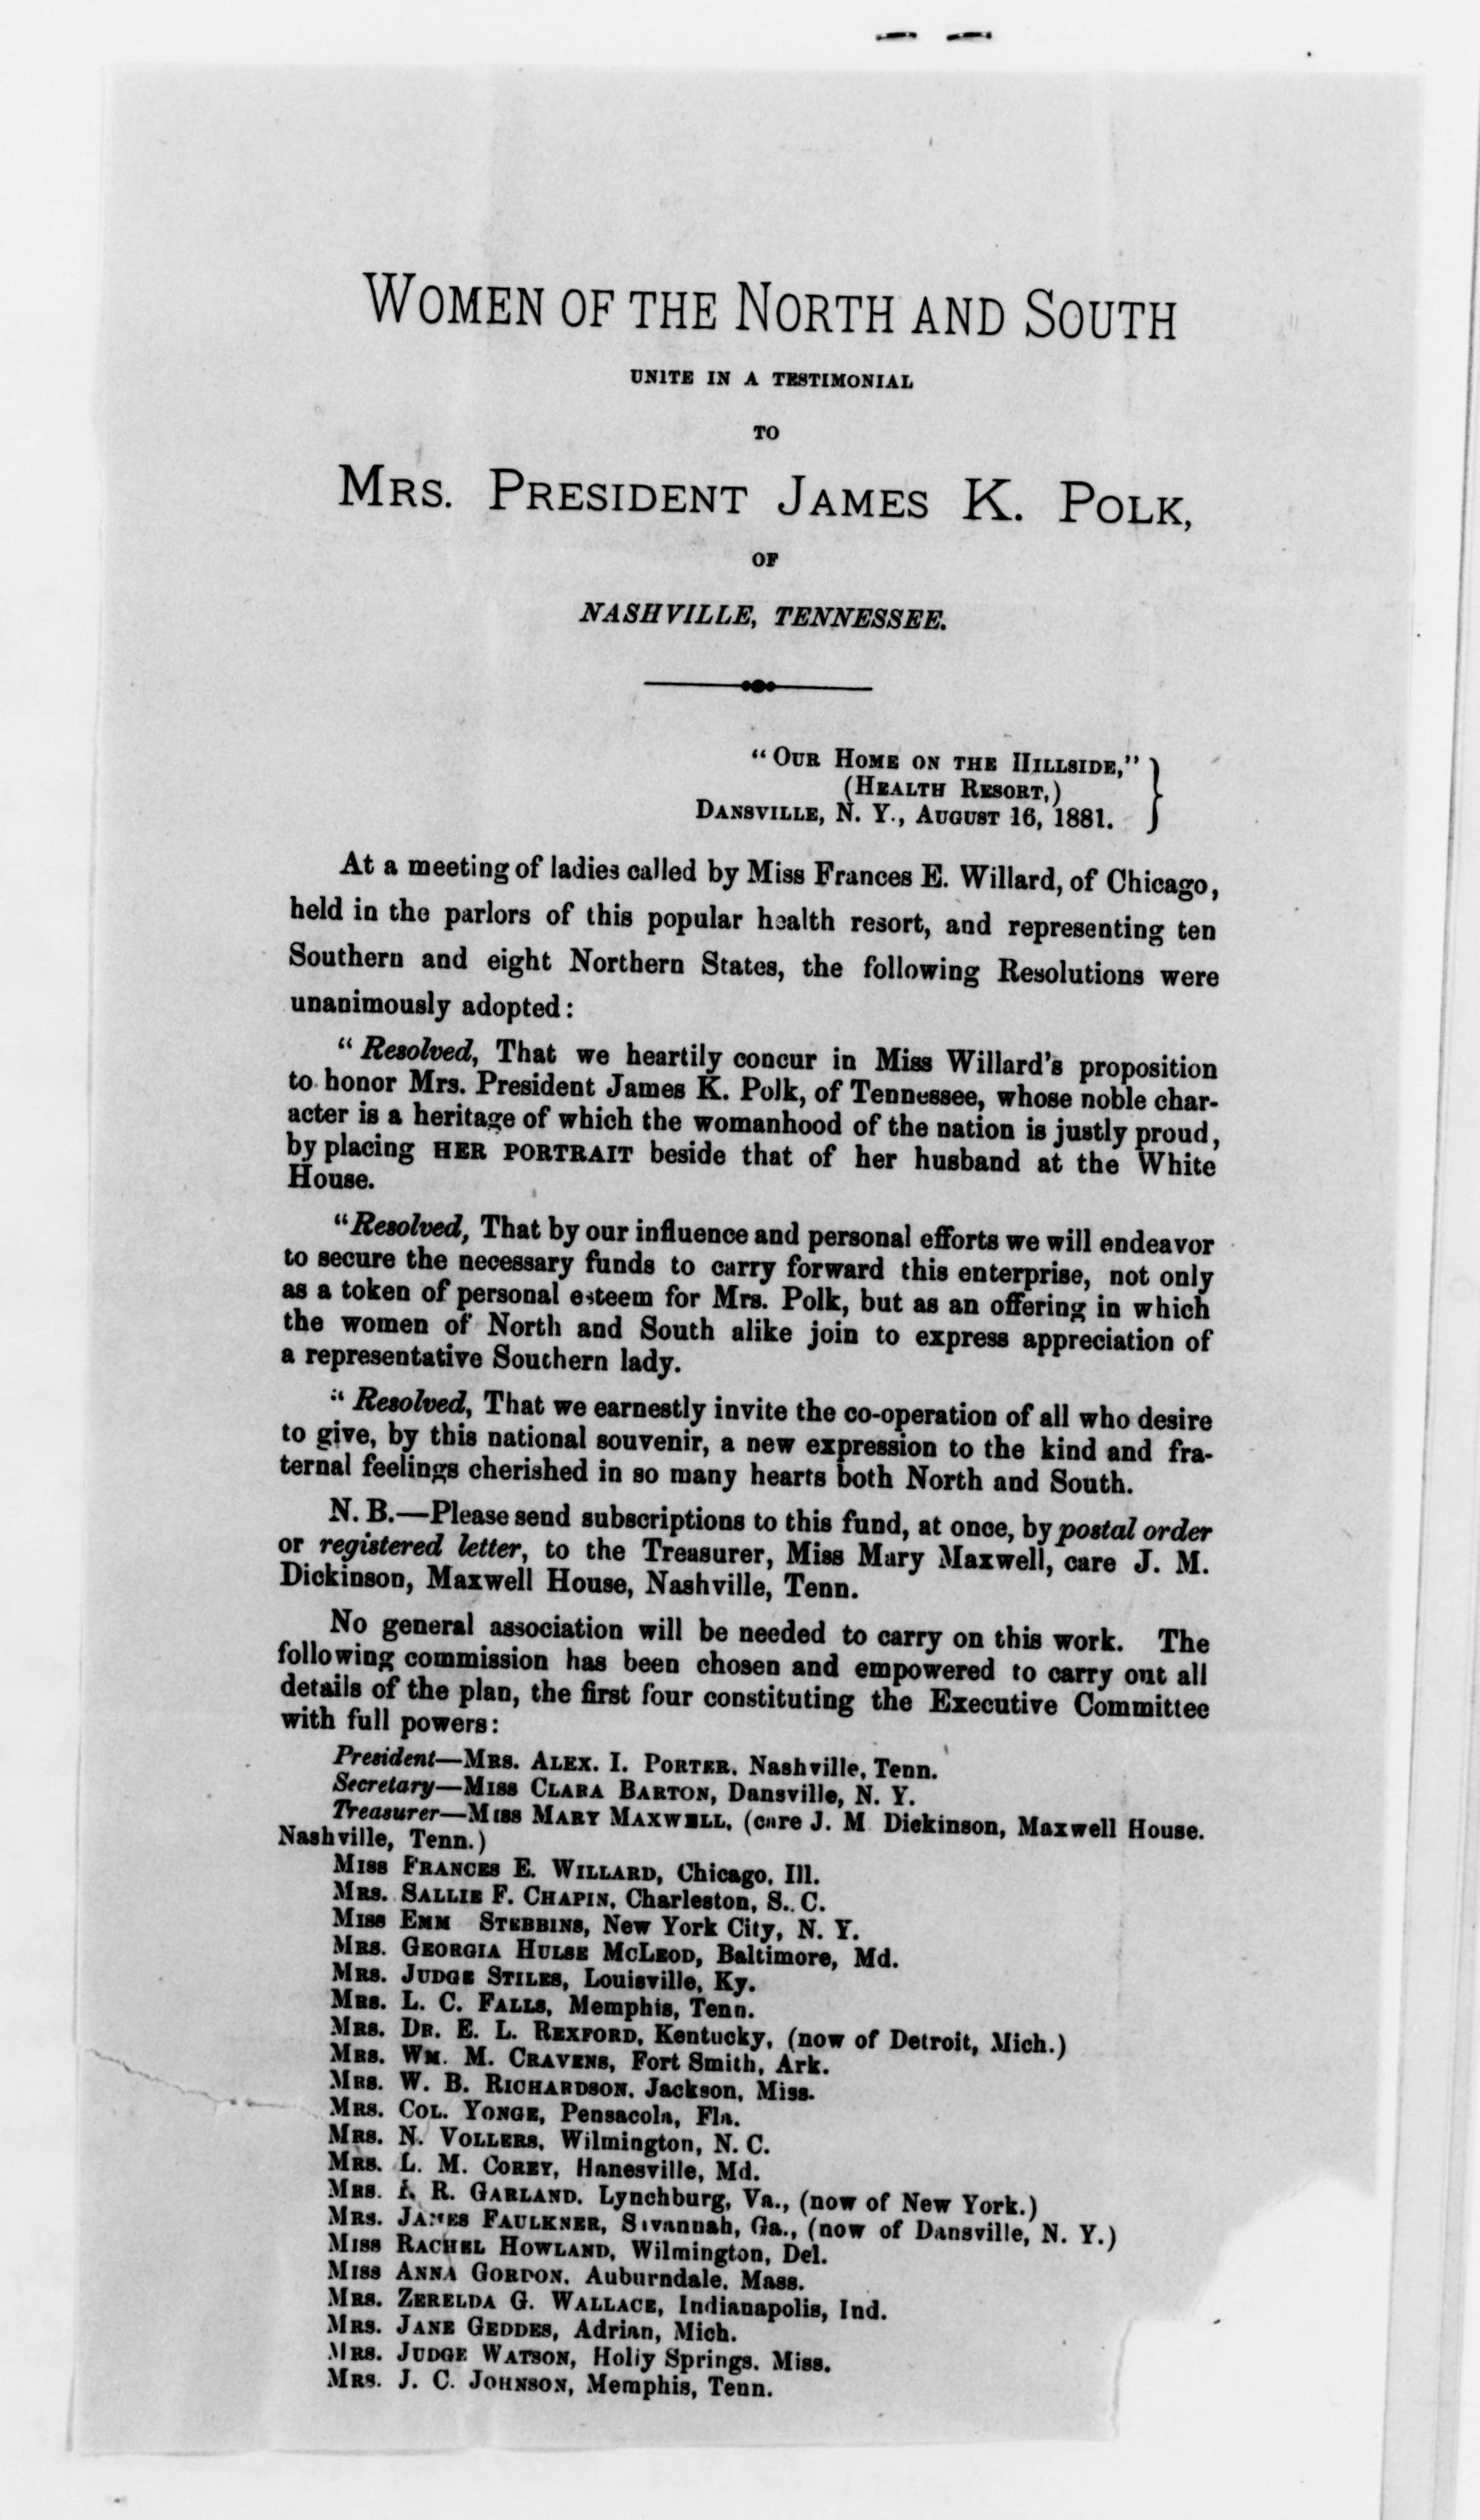 WOMEN OF THE NORTH AND SOUTH
UNITE IN A TESTIMONIAL
TO
MRS. PRESIDENT JAMES K. POLK,
OF
NASHVILLE, TENNESSEE.
"OUR HOME ON THE HILLSIDE,"
(HEALTH RESORT,)
DANSVILLE, N. Y., AUGUST 16, 1881.
At a meeting of ladies called by Miss Frances E. Willard, of Chicago,
held in the parlors of this popular health resort, and representing ten
Southern and eight Northern States, the following Resolutions were
unanimously adopted:
"Resolved, That we heartily concur in Miss Willard's proposition
to honor Mrs. President James K. Polk, of Tennessee, whose noble char-
acter is a heritage of which the womanhood of the nation is justly proud,
by placing HER PORTRAIT beside that of her husband at the White
House.
"Resolved, That by our influence and personal efforts we will endeavor
to secure the necessary funds to carry forward this enterprise, not only
as a token of personal esteem for Mrs. Polk, but as an offering in which
the women of North and South alike join to express appreciation of
a representative Southern lady.
"Resolved, That we earnestly invite the co-operation of all who desire
to give, by this national souvenir, a new expression to the kind and fra-
ternal feelings cherished in so many hearts both North and South.
N. B.—Please send subscriptions to this fund, at once, by postal order
or registered letter, to the Treasurer, Miss Mary Maxwell, care J. M.
Dickinson, Maxwell House, Nashville, Tenn.
No general association will be needed to carry on this work. The
following commission has been chosen and empowered to carry out all
details of the plan, the first four constituting the Executive Committee
with full powers:
President—MRS. ALEX. I. PORTER, Nashville, Tenn.
Secretary—MISS CLARA BARTON, Dansville, N. Y.
Treasurer—MISS MARY MAXWELL, (care J. M Dickinson, Maxwell House.
Nashville, Tenn.)
MISS FRANCES E. WILLARD, Chicago, Ill.
MRS. SALLIE F. CHAPIN, Charleston, S. C.
MISS EMM STEBBINS, New York City, N. Y.
MRS. GEORGIA HULSE MCLEOD, Baltimore, Md.
MRS. JUDGE STILES, Louisville, Ky.
MRS. L. C. FALLS, Memphis, Tenn.
MRS. DR. E. L. REXFORD, Kentucky, (now of Detroit, Mich.)
MRS. WM. M. CRAVENS, Fort Smith, Ark.
MRS. W. B. RICHARDSON, Jackson, Miss.
MRS. COL. YONGE, Pensacola, Fla.
MRS. N. VOLLERS, Wilmington, N. C.
MRS. L. M. COREY, Hanesville, Md.
MRS. R. GARLAND, Lynchburg, Va., (now of New York.)
MRS. JAMES FAULKNER, Savannah, Ga., (now of Dansville, N. Y.)
MISS RACHEL HOWLAND, Wilmington, Del.
MISS ANNA GORDON, Auburndale, Mass.
MRS. ZERELDA G. WALLACE, Indianapolis, Ind.
MRS. JANE GEDDES, Adrian, Mich.
MRS. JUDGE WATSON, Holly Springs, Miss.
MRS. J. C. JOHNSON, Memphis, Tenn.